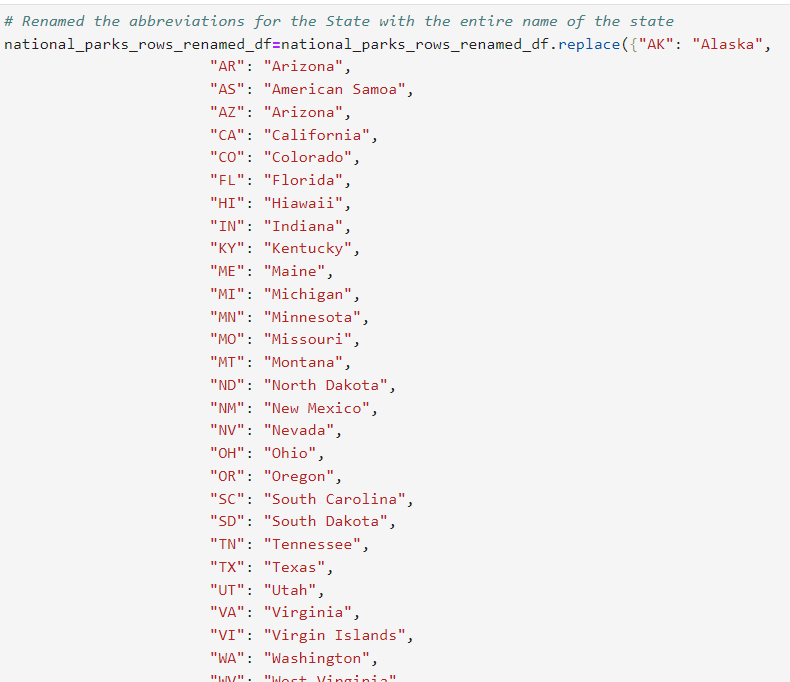 # Renamed the abbreviations for the State with the entire name of the state
national_parks_rows_renamed_df=national_parks_rows_renamed_df.replace({"AK": "Alaska",
"AR": "Arizona",
"AS": "American Samoa",
"AZ": "Arizona",
"CA": "California",
"CO": "Colorado",
"FL": "Florida",
"HI": "Hiawaii",
"IN": "Indiana",
"KY": "Kentucky",
"ME": "Maine",
"MI": "Michigan",
"MN": "Minnesota",
"MO": "Missouri",
"MT": "Montana",
"ND": "North Dakota",
"NM": "New Mexico",
"NV": "Nevada",
"OH": "Ohio",
"OR": "Oregon",
"SC": "South Carolina",
"SD": "South Dakota",
"TN": "Tennessee",
"TX": "Texas",
"UT": "Utah",
"VA": "Virginia",
"VI": "Virgin Islands",
"WA": "Washington",
"WV": "West Virginia"